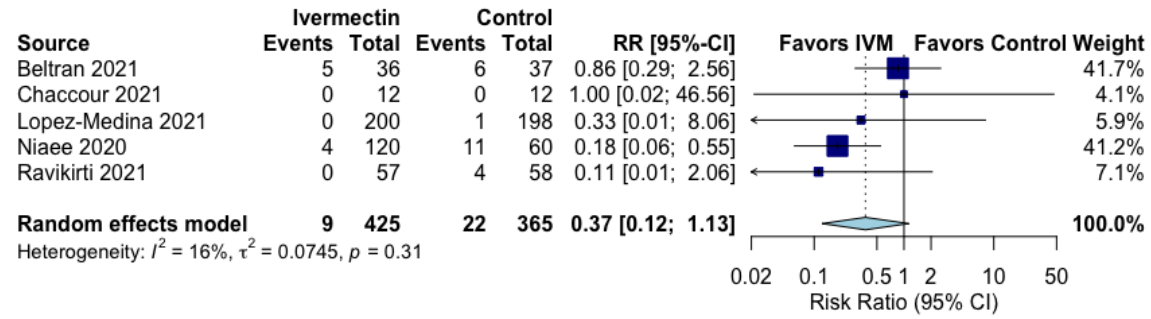 Ivermectin Control
Source Events Total Events Total RR [95%-CI] Favors IVM Favors Control Weight
Beltran 2021 5 36 6 37 0.86 [0.29; 2.56] 41.7%
Chaccour 2021 0 12 0 12 1.00 [0.02; 46.56] 4.1%
Lopez-Medina 2021 0 200 1 198 0.33 [0.01; 8.06] 5.9%
Niaee 2020 4 120 11 60 0.18 [0.06; 0.55] 41.2%
Ravikirti 2021 0 57 4 58 0.11 [0.01; 2.06] 7.1%
Random effects model 9 425 22 365 0.37 [0.12; 1.13] 100.0%
Heterogeneity: I² = 16%, τ² = 0.0745, p = 0.31
0.02 0.1 0.5 1 2 10 50
Risk Ratio (95% CI)